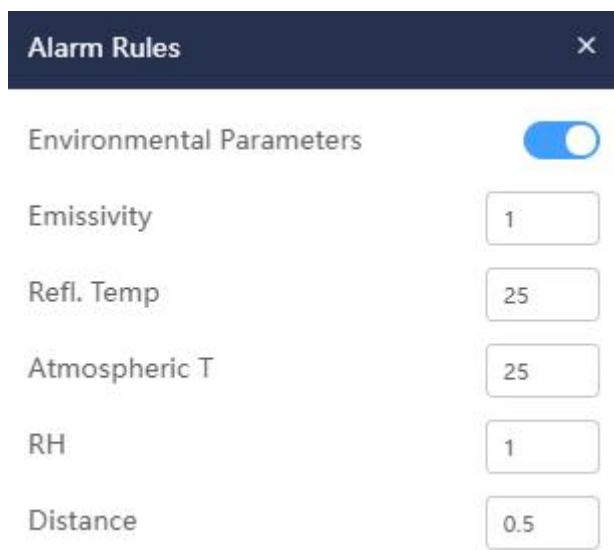 Alarm Rules
Environmental Parameters
Emissivity 1
Refl. Temp 25
Atmospheric T 25
RH 1
Distance 0.5